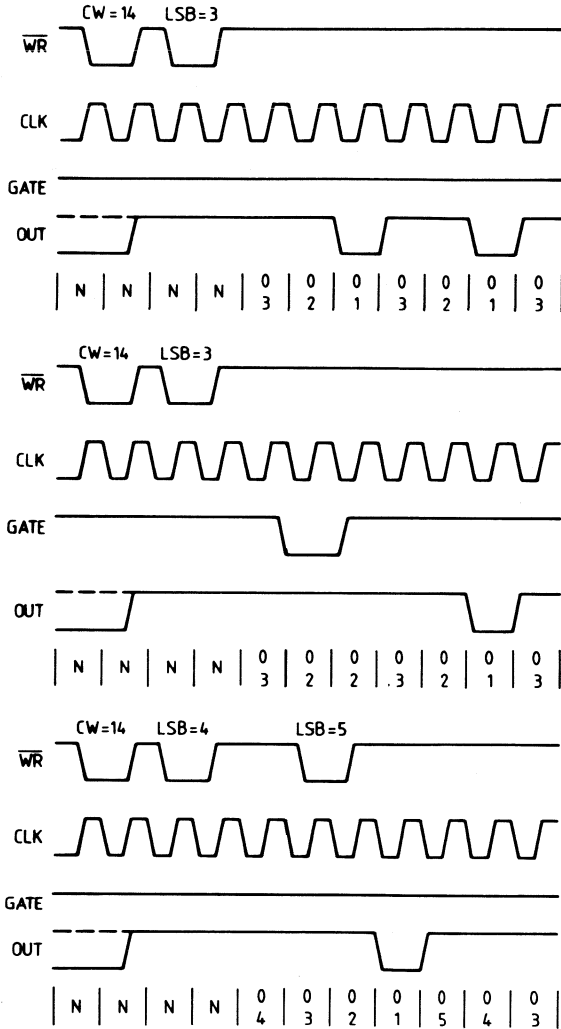 CW=14 LSB=3
WR
CLK
GATE
OUT
N N N N 0 0 0 0 0 0 0
3 2 1 3 2 1 3
CW=14 LSB=3
WR
CLK
GATE
OUT
N N N N 0 0 0 0 0 0 0
3 2 2 .3 2 1 3
CW=14 LSB=4 LSB=5
WR
CLK
GATE
OUT
N N N N 0 0 0 0 0 0 0
4 3 2 1 5 4 3